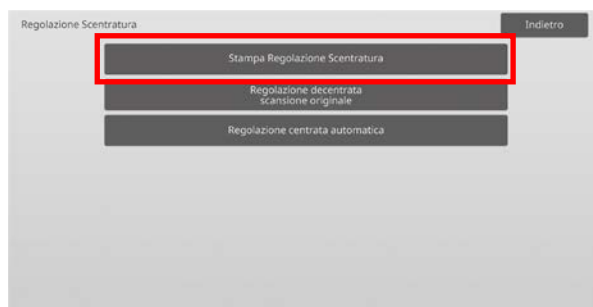 Regolazione Scentratura
Indietro
Stampa Regolazione Scentratura
Regolazione decentrata
scansione originale
Regolazione centrata automatica